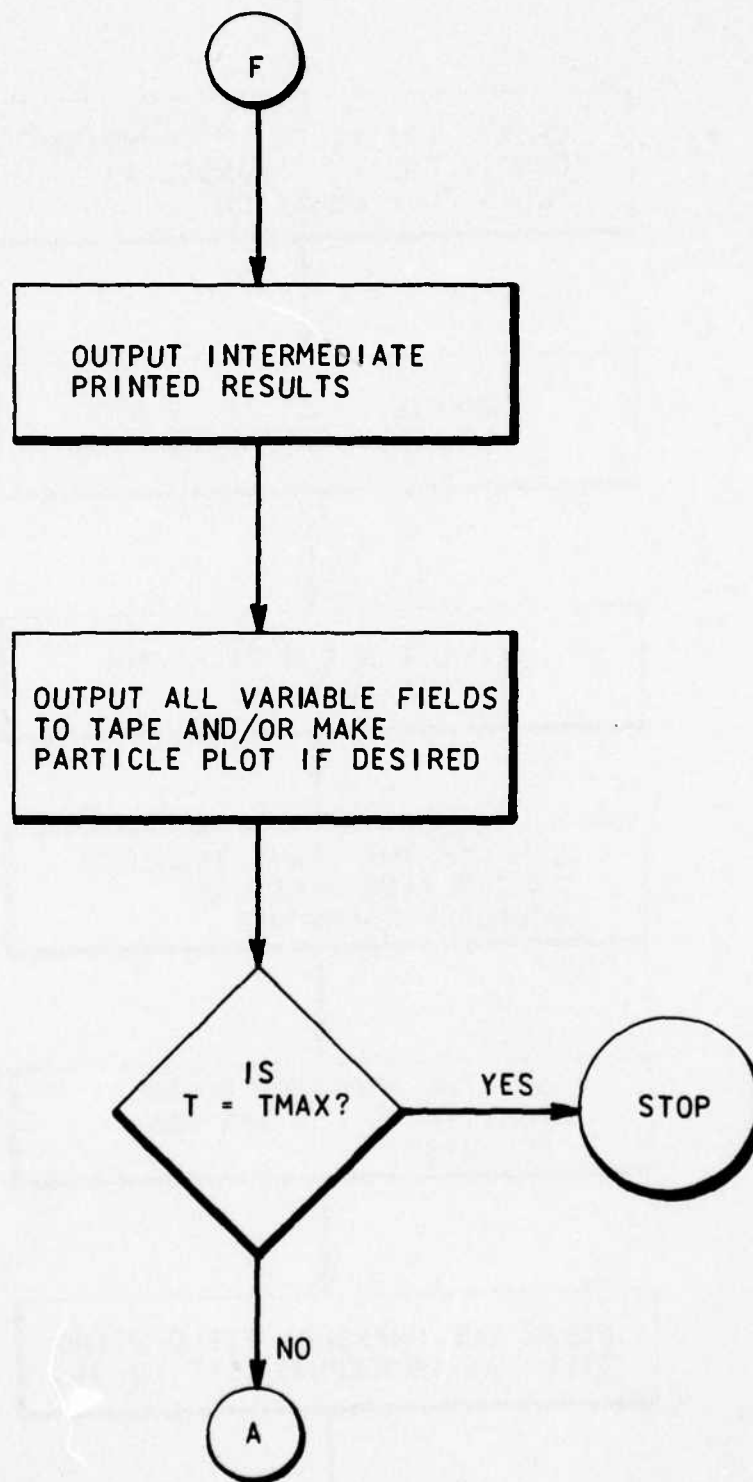 F
OUTPUT INTERMEDIATE
PRINTED RESULTS
OUTPUT ALL VARIABLE FIELDS
TO TAPE AND/OR MAKE
PARTICLE PLOT IF DESIRED
IS
T = TMAX?
YES
STOP
NO
A